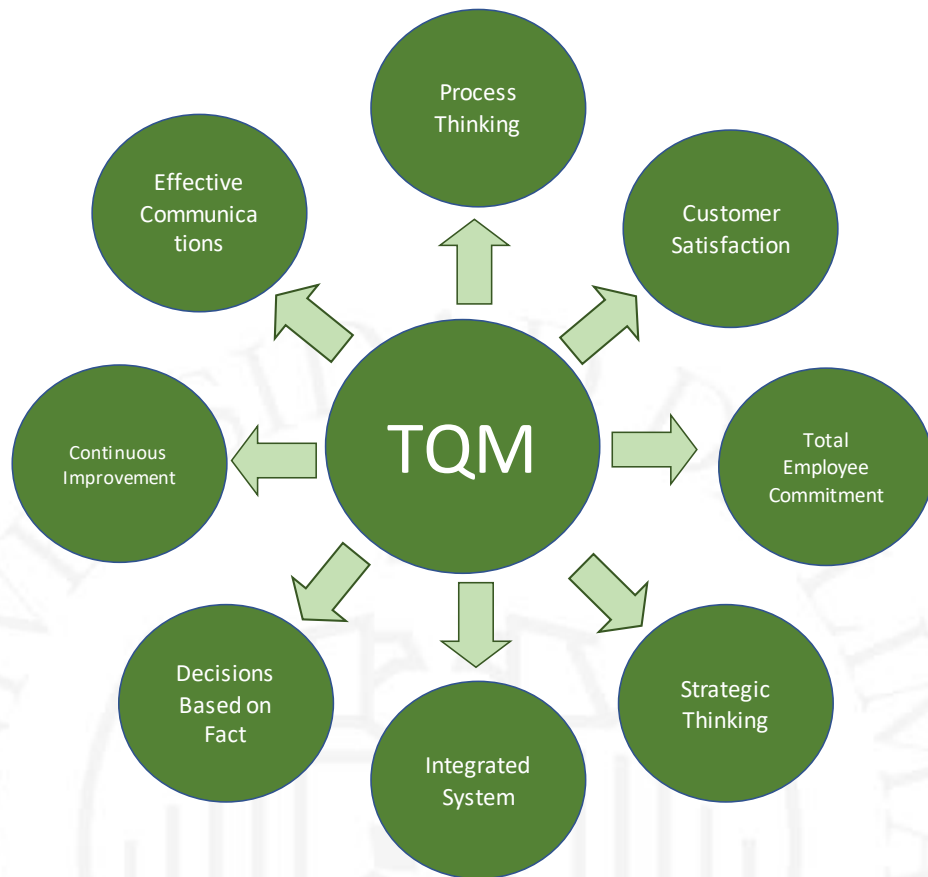 Process
Thinking
Effective
Communica
tions
Customer
Satisfaction
TQM
Continuous
Improvement
Total
Employee
Commitment
Decisions
Based on
Fact
Strategic
Thinking
Integrated
System